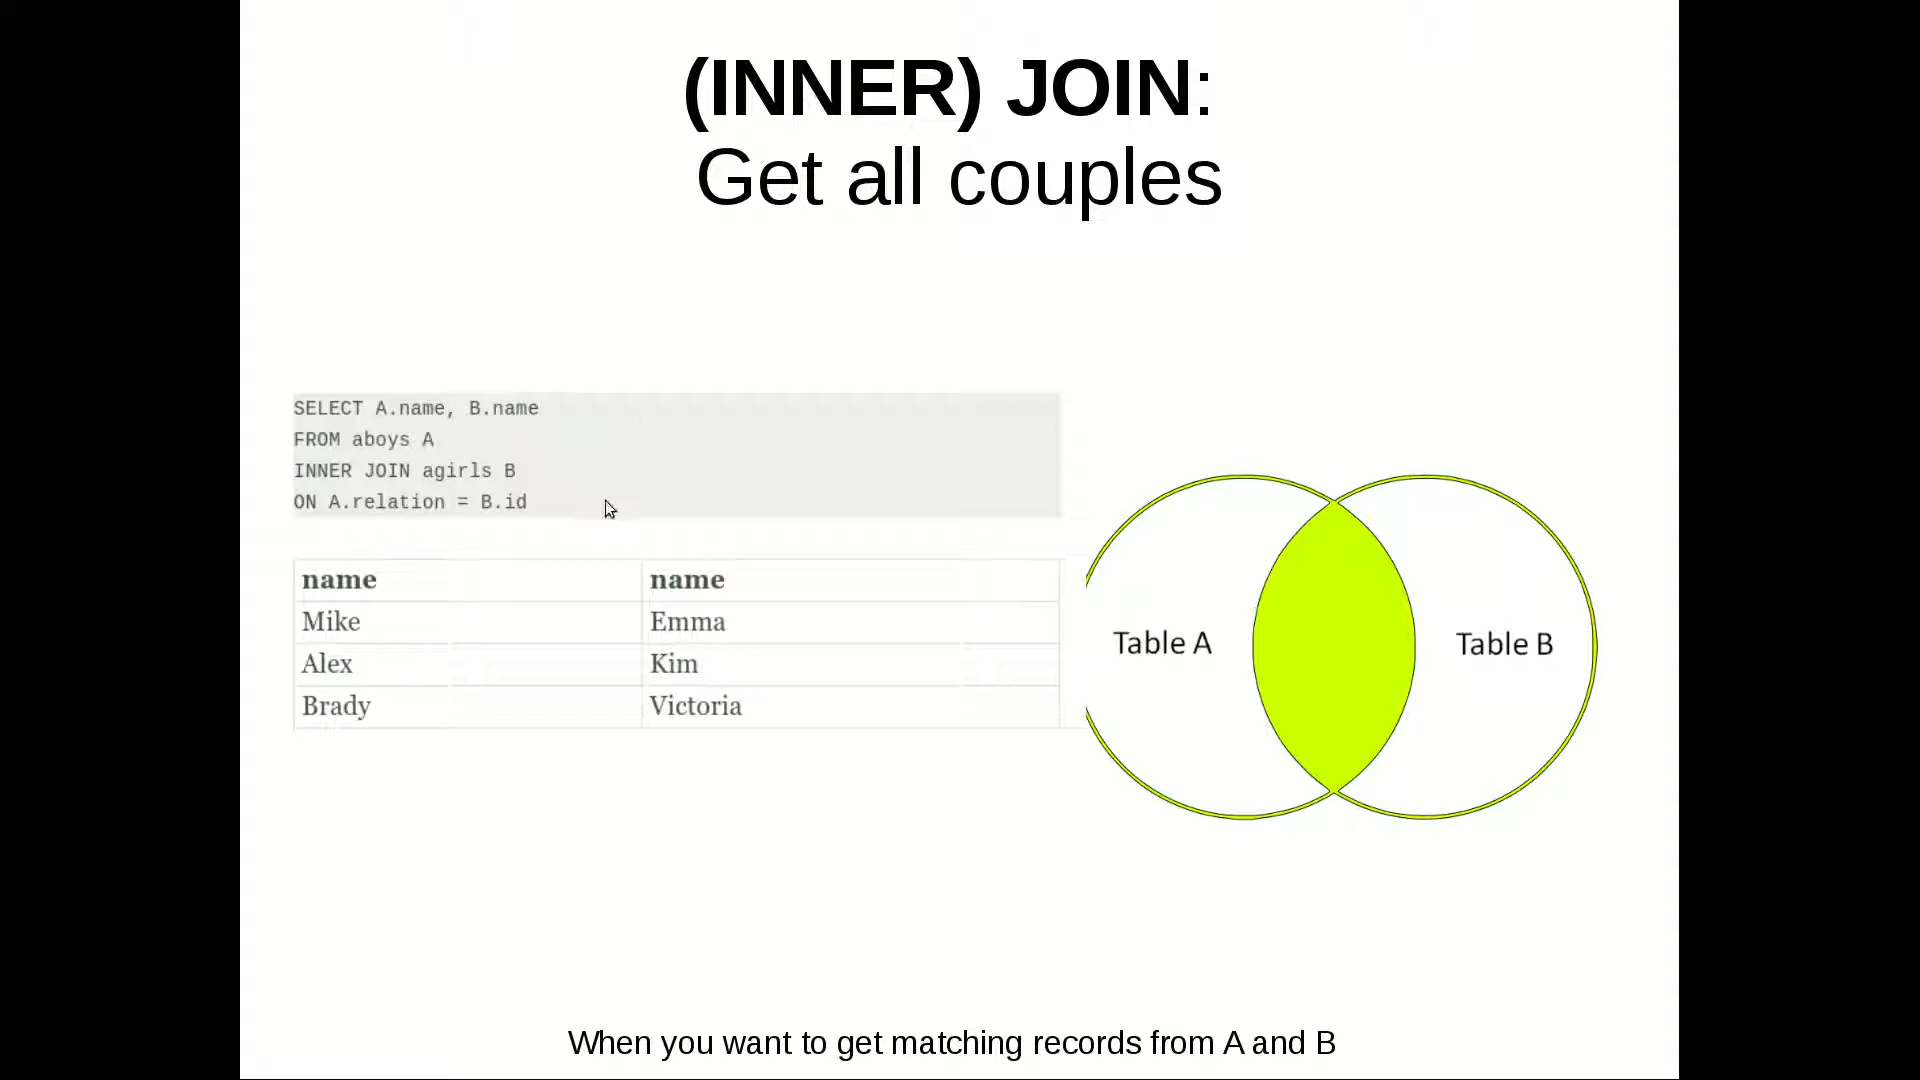 (INNER) JOIN:
Get all couples
SELECT A.name, B.name
FROM aboys A
INNER JOIN agirls B
ON A.relation = B.id
name name
Mike Emma
Alex Kim
Brady Victoria
Table A Table B
When you want to get matching records from A and B